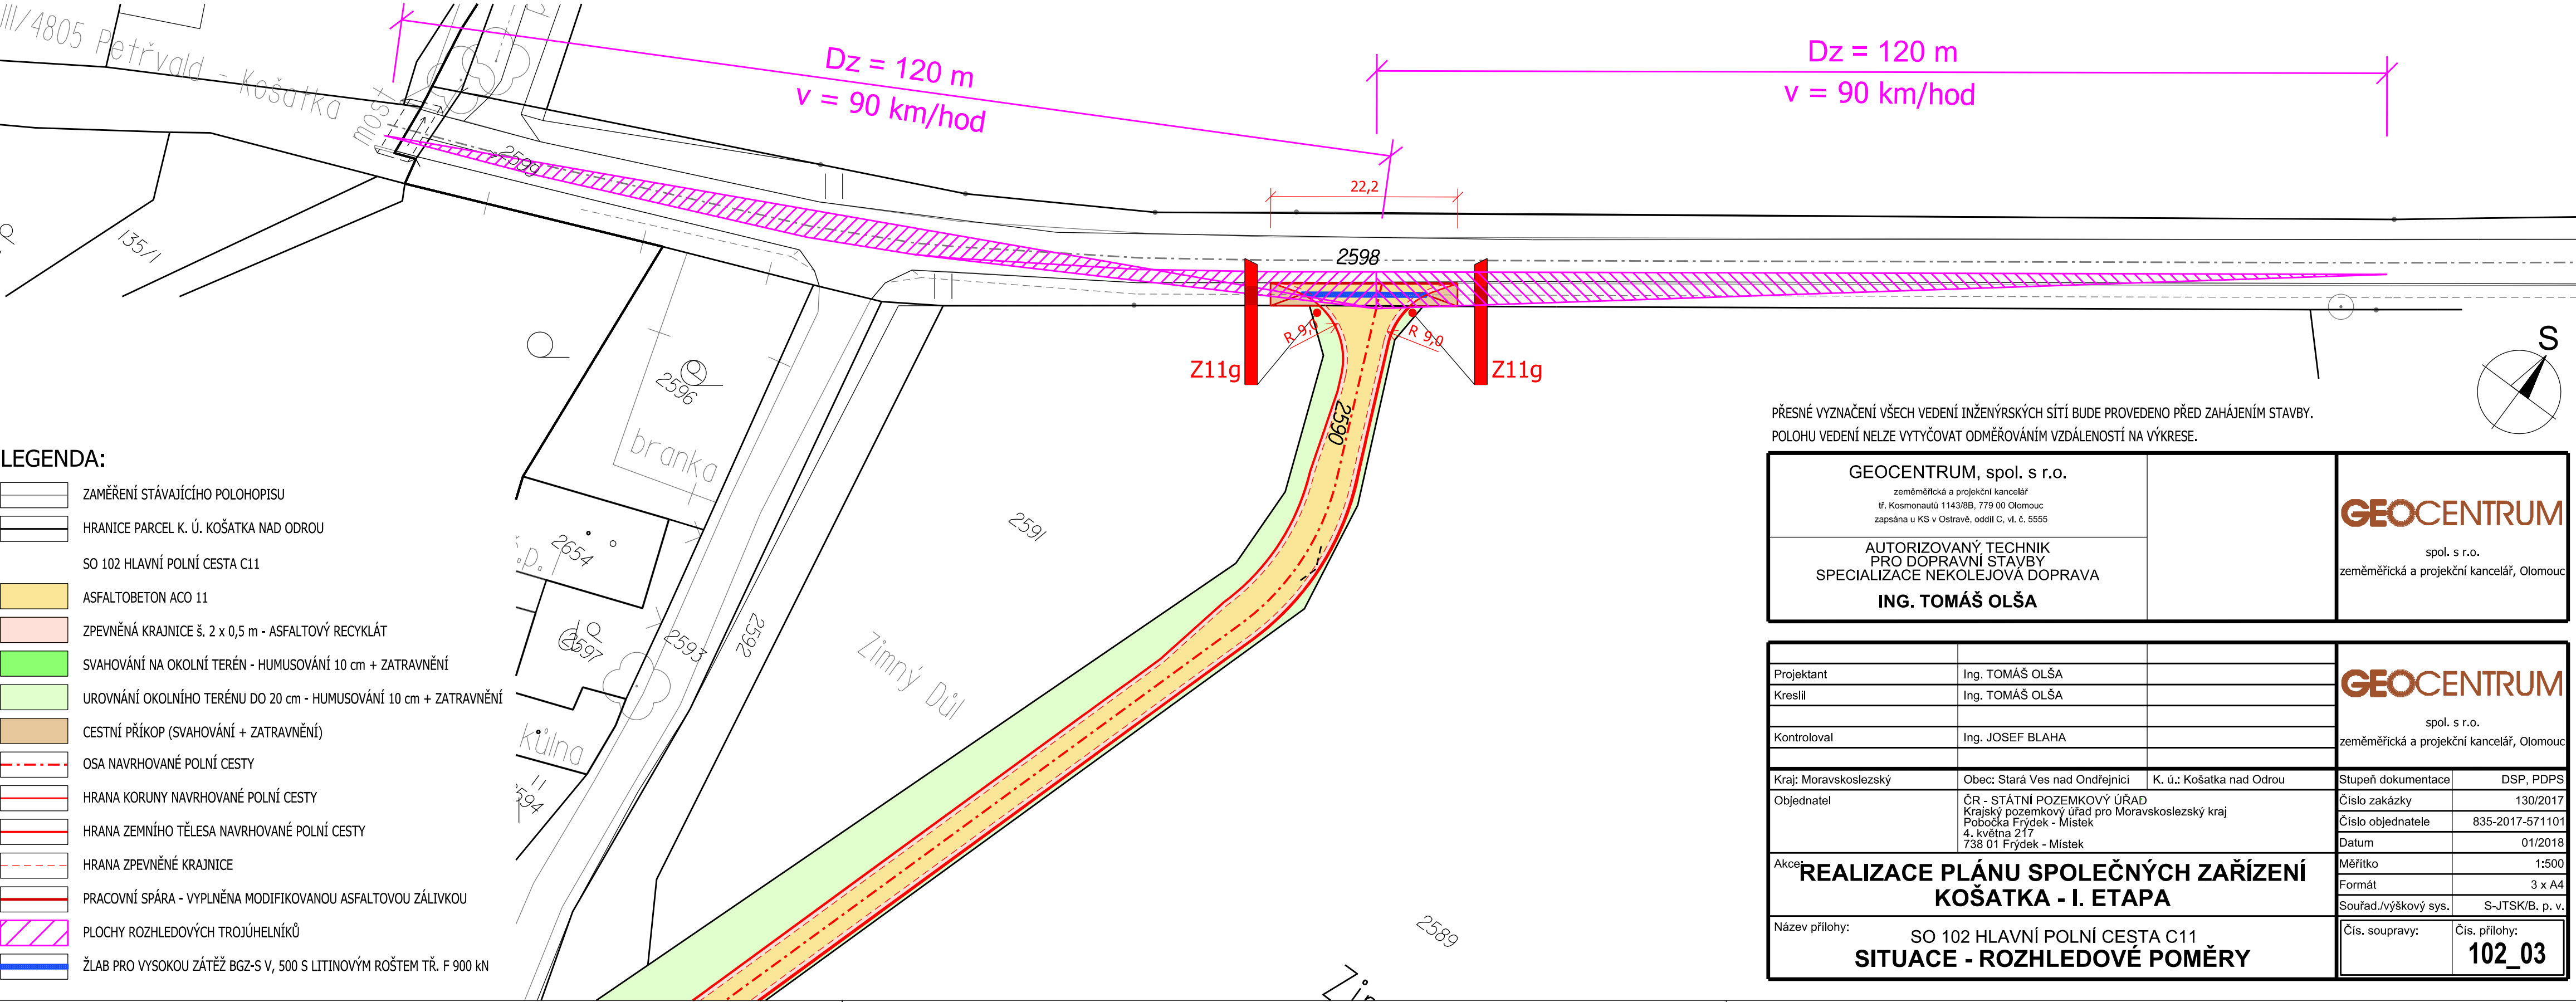 III/4805 Petřvald - Košatka
most
Dz = 120 m
v = 90 km/hod
Dz = 120 m
v = 90 km/hod
2599
22,2
2598
135/1
R 9,0
R 9,0
Z11g
Z11g
S
2596
branka
2590
2591
2654
č.p.
2597
2593
2592
Zimný Důl
kůlna
2594
2589
LEGENDA:
ZAMĚŘENÍ STÁVAJÍCÍHO POLOHOPISU
HRANICE PARCEL K. Ú. KOŠATKA NAD ODROU
SO 102 HLAVNÍ POLNÍ CESTA C11
ASFALTOBETON ACO 11
ZPEVNĚNÁ KRAJNICE š. 2 x 0,5 m - ASFALTOVÝ RECYKLÁT
SVAHOVÁNÍ NA OKOLNÍ TERÉN - HUMUSOVÁNÍ 10 cm + ZATRAVNĚNÍ
UROVNÁNÍ OKOLNÍHO TERÉNU DO 20 cm - HUMUSOVÁNÍ 10 cm + ZATRAVNĚNÍ
CESTNÍ PŘÍKOP (SVAHOVÁNÍ + ZATRAVNĚNÍ)
OSA NAVRHOVANÉ POLNÍ CESTY
HRANA KORUNY NAVRHOVANÉ POLNÍ CESTY
HRANA ZEMNÍHO TĚLESA NAVRHOVANÉ POLNÍ CESTY
HRANA ZPEVNĚNÉ KRAJNICE
PRACOVNÍ SPÁRA - VYPLNĚNA MODIFIKOVANOU ASFALTOVOU ZÁLIVKOU
PLOCHY ROZHLEDOVÝCH TROJÚHELNÍKŮ
ŽLAB PRO VYSOKOU ZÁTĚŽ BGZ-S V, 500 S LITINOVÝM ROŠTEM TŘ. F 900 kN
PŘESNÉ VYZNAČENÍ VŠECH VEDENÍ INŽENÝRSKÝCH SÍTÍ BUDE PROVEDENO PŘED ZAHÁJENÍM STAVBY.
POLOHU VEDENÍ NELZE VYTYČOVAT ODMĚŘOVÁNÍM VZDÁLENOSTÍ NA VÝKRESE.
GEOCENTRUM, spol. s r.o.
zeměměřická a projekční kancelář
tř. Kosmonautů 1143/8B, 779 00 Olomouc
zapsána u KS v Ostravě, oddíl C, vl. č. 5555
AUTORIZOVANÝ TECHNIK
PRO DOPRAVNÍ STAVBY
SPECIALIZACE NEKOLEJOVÁ DOPRAVA
ING. TOMÁŠ OLŠA
GEOCENTRUM
spol. s r.o.
zeměměřická a projekční kancelář, Olomouc
Projektant Ing. TOMÁŠ OLŠA
Kreslil Ing. TOMÁŠ OLŠA
Kontroloval Ing. JOSEF BLAHA
GEOCENTRUM
spol. s r.o.
zeměměřická a projekční kancelář, Olomouc
Kraj: Moravskoslezský Obec: Stará Ves nad Ondřejnicí K. ú.: Košatka nad Odrou
Objednatel
ČR - STÁTNÍ POZEMKOVÝ ÚŘAD
Krajský pozemkový úřad pro Moravskoslezský kraj
Pobočka Frýdek - Místek
4. května 217
738 01 Frýdek - Místek
Stupeň dokumentace DSP, PDPS
Číslo zakázky 130/2017
Číslo objednatele 835-2017-571101
Datum 01/2018
Měřítko 1:500
Formát 3 x A4
Souřad./výškový sys. S-JTSK/B. p. v.
Akce:
REALIZACE PLÁNU SPOLEČNÝCH ZAŘÍZENÍ
KOŠATKA - I. ETAPA
Název přílohy:
SO 102 HLAVNÍ POLNÍ CESTA C11
SITUACE - ROZHLEDOVÉ POMĚRY
Čís. soupravy:
Čís. přílohy:
102_03